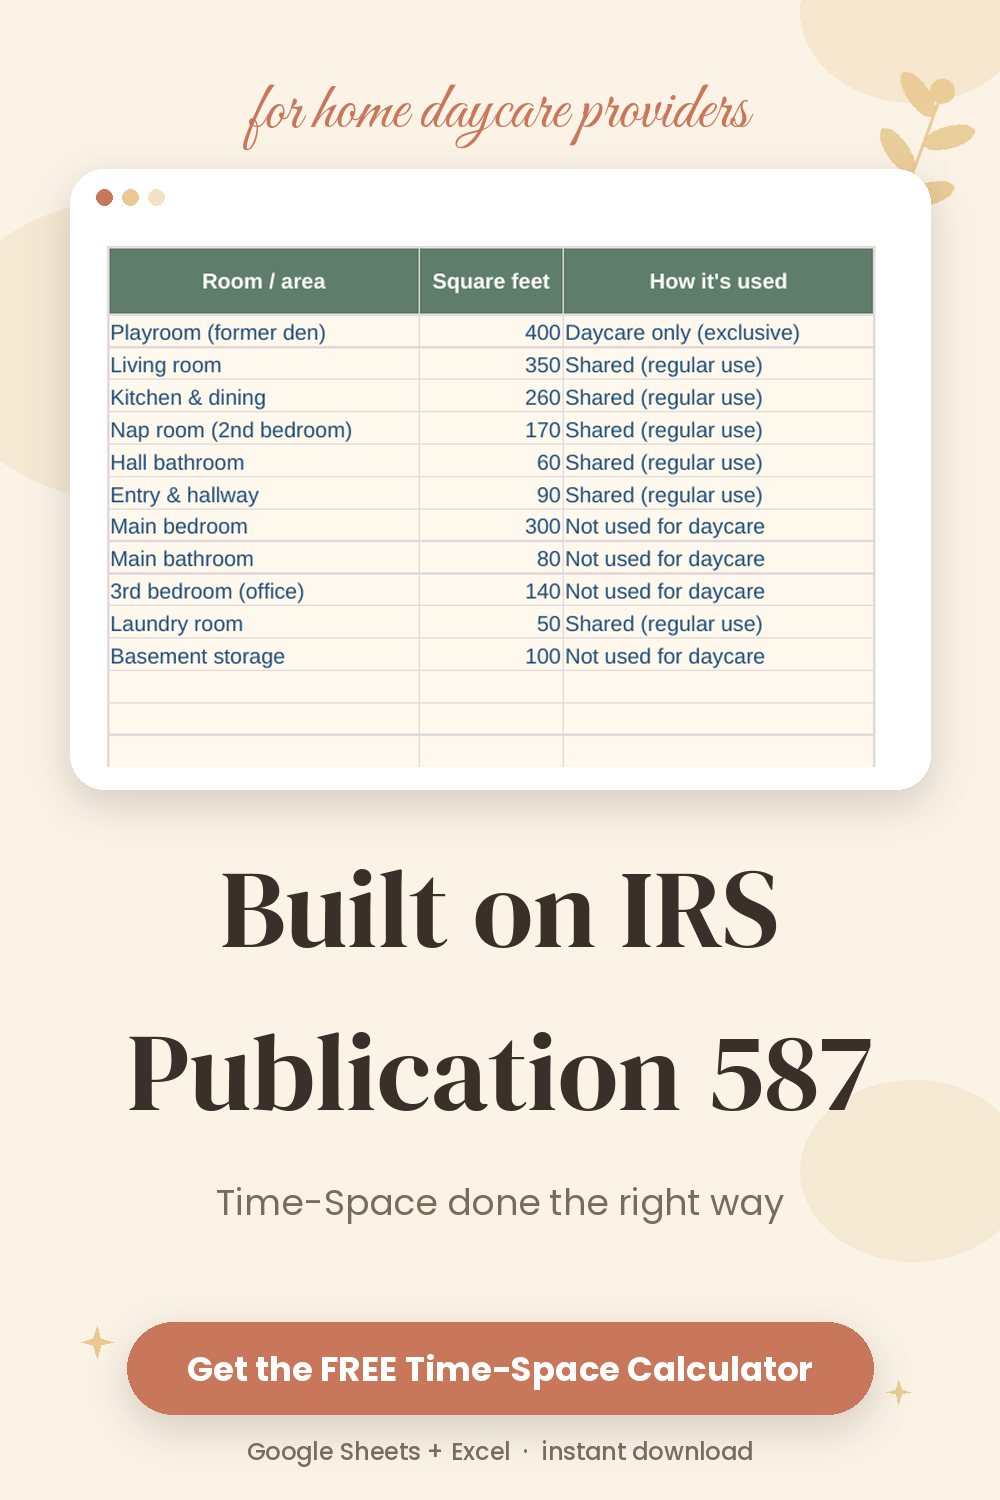 for home daycare providers
Room / area Square feet How it's used
Playroom (former den) 400 Daycare only (exclusive)
Living room 350 Shared (regular use)
Kitchen & dining 260 Shared (regular use)
Nap room (2nd bedroom) 170 Shared (regular use)
Hall bathroom 60 Shared (regular use)
Entry & hallway 90 Shared (regular use)
Main bedroom 300 Not used for daycare
Main bathroom 80 Not used for daycare
3rd bedroom (office) 140 Not used for daycare
Laundry room 50 Shared (regular use)
Basement storage 100 Not used for daycare
Built on IRS
Publication 587
Time-Space done the right way
Get the FREE Time-Space Calculator
Google Sheets + Excel · instant download